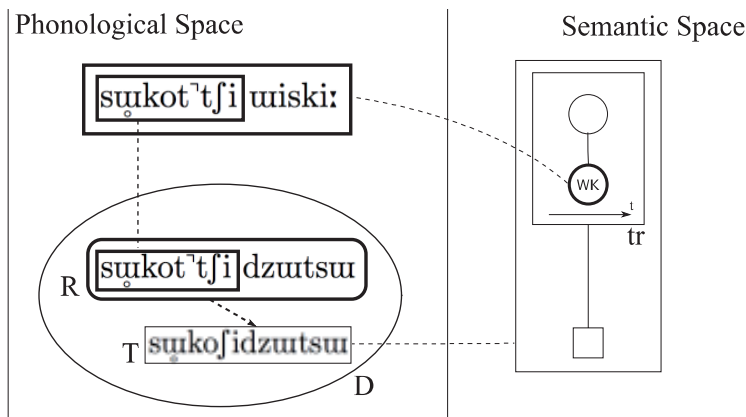 Phonological Space
Semantic Space
sɯ̥kot̚tʃi ɯiskiː
WK
t
tr
R sɯ̥kot̚tʃi dzɯtsɯ
T sɯ̥koʃidzɯtsɯ
D